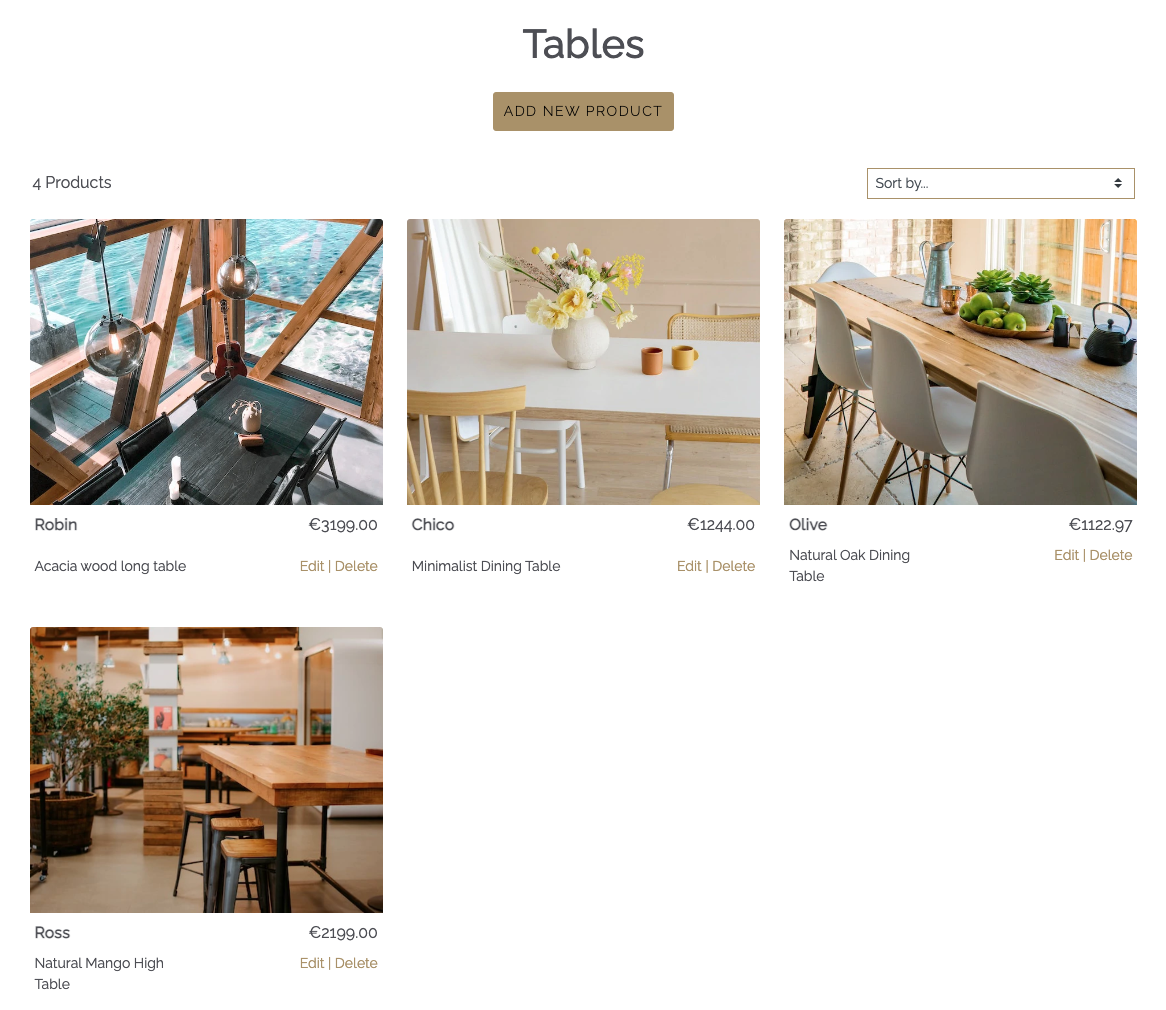 Tables
ADD NEW PRODUCT
4 Products
Sort by...
Robin
€3199.00
Acacia wood long table
Edit | Delete
Chico
€1244.00
Minimalist Dining Table
Edit | Delete
Olive
€1122.97
Natural Oak Dining
Table
Edit | Delete
Ross
€2199.00
Natural Mango High
Table
Edit | Delete